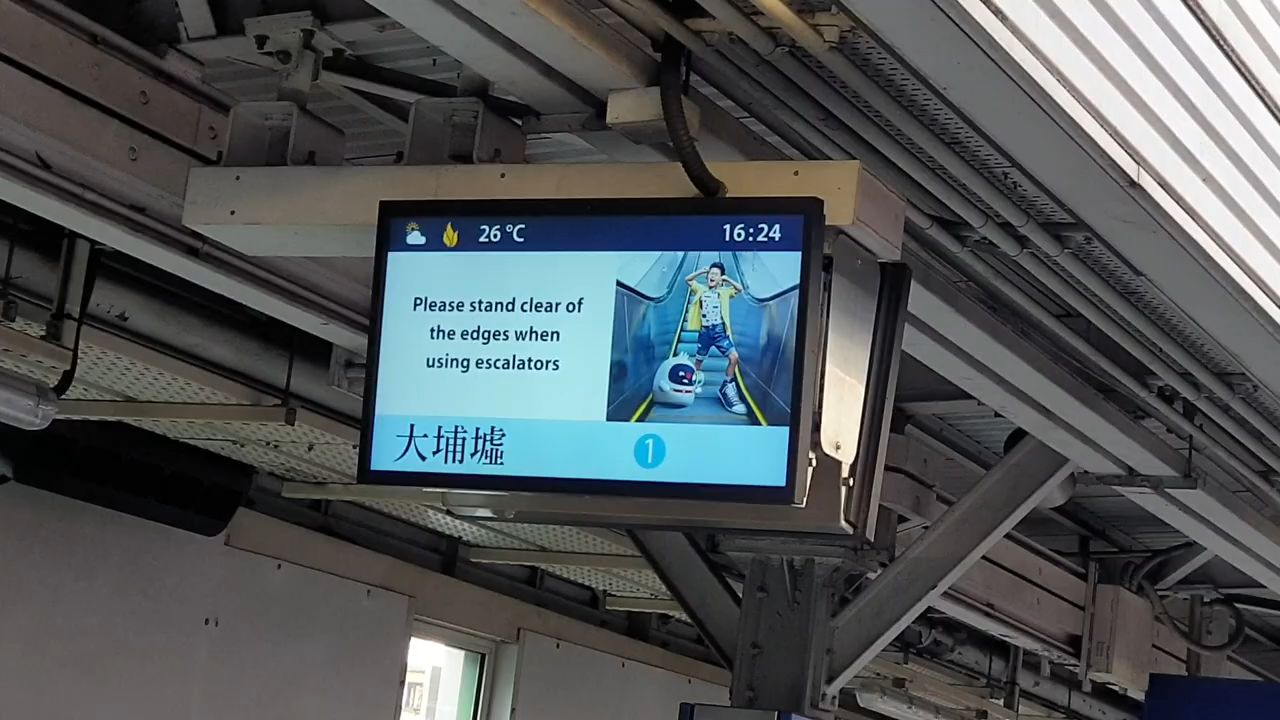 26 °C 16:24
Please stand clear of
the edges when
using escalators
大埔墟 1